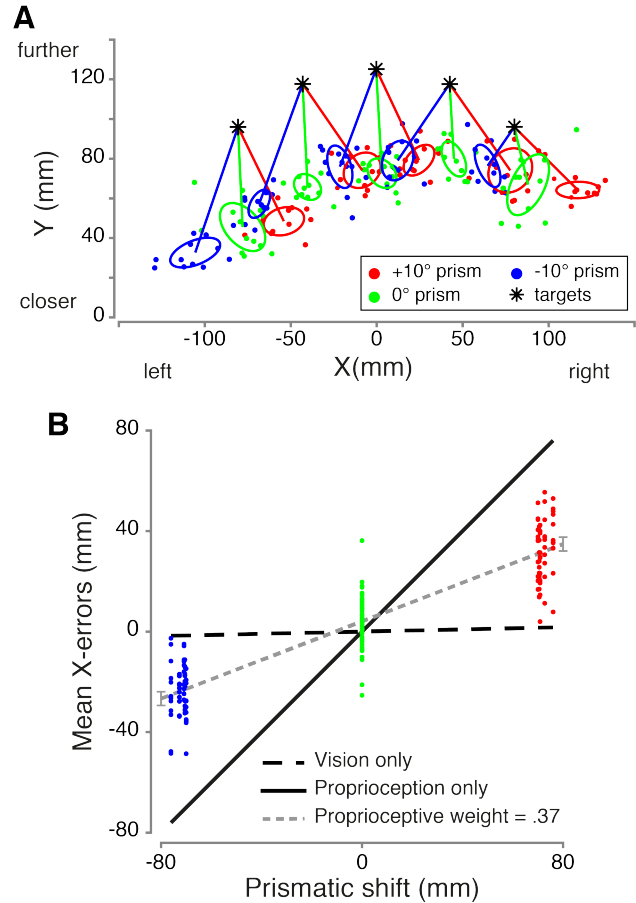 A
further
120
80
40
0
Y (mm)
closer
+10° prism
-10° prism
0° prism
targets
-100
-50
0
50
100
left
X(mm)
right
B
80
40
0
-40
-80
Mean X-errors (mm)
Vision only
Proprioception only
Proprioceptive weight = .37
-80
0
80
Prismatic shift (mm)